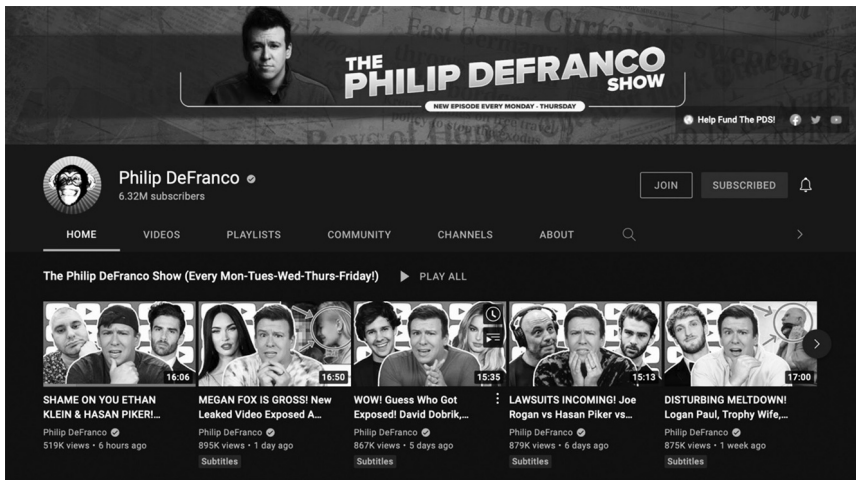 THE
PHILIP DEFRANCO
SHOW
NEW EPISODE EVERY MONDAY - THURSDAY
Help Fund The PDS!
Philip DeFranco
6.32M subscribers
JOIN
SUBSCRIBED
HOME
VIDEOS
PLAYLISTS
COMMUNITY
CHANNELS
ABOUT
The Philip DeFranco Show (Every Mon-Tues-Wed-Thurs-Friday!)
PLAY ALL
16:06
SHAME ON YOU ETHAN
KLEIN & HASAN PIKER!...
Philip DeFranco
519K views • 6 hours ago
16:50
MEGAN FOX IS GROSS! New
Leaked Video Exposed A...
Philip DeFranco
895K views • 1 day ago
Subtitles
15:35
WOW! Guess Who Got
Exposed! David Dobrik,...
Philip DeFranco
867K views • 5 days ago
Subtitles
15:13
LAWSUITS INCOMING! Joe
Rogan vs Hasan Piker vs...
Philip DeFranco
879K views • 6 days ago
Subtitles
17:00
DISTURBING MELTDOWN!
Logan Paul, Trophy Wife,...
Philip DeFranco
875K views • 1 week ago
Subtitles